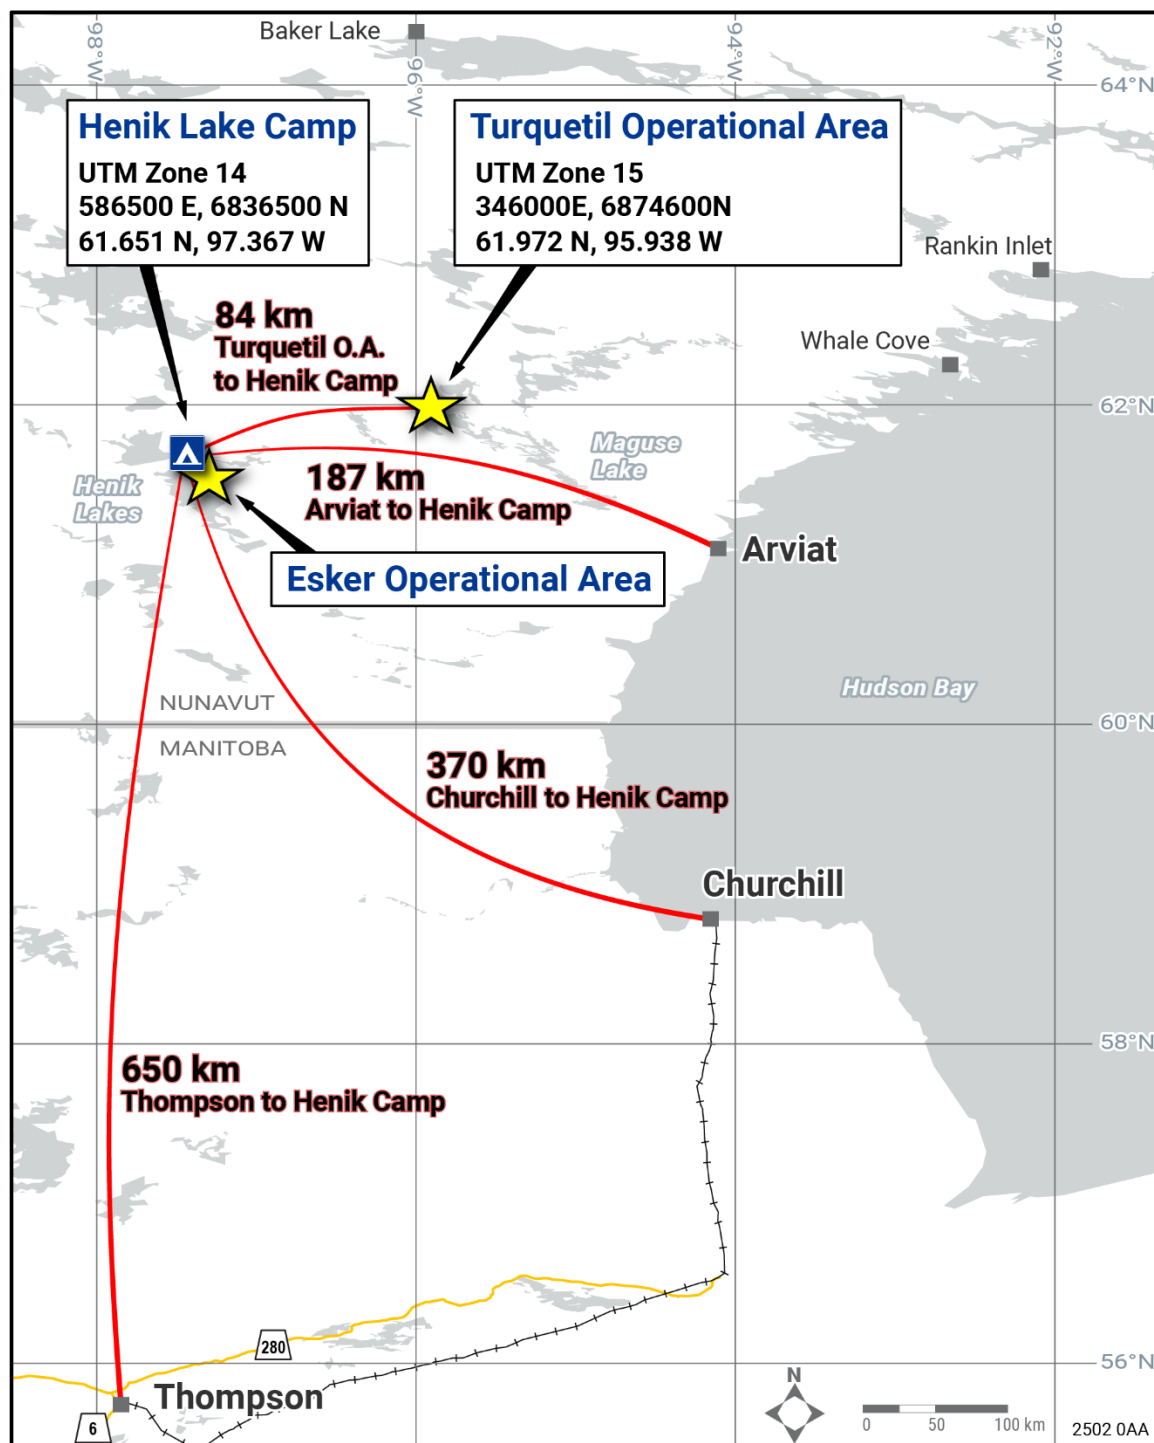 Baker Lake
98°W
96°W
94°W
92°W
64°N
Henik Lake Camp
UTM Zone 14
586500 E, 6836500 N
61.651 N, 97.367 W
Turquetil Operational Area
UTM Zone 15
346000E, 6874600N
61.972 N, 95.938 W
Rankin Inlet
Whale Cove
84 km
Turquetil O.A.
to Henik Camp
62°N
Maguse
Lake
187 km
Arviat to Henik Camp
Henik
Lakes
Arviat
Esker Operational Area
Hudson Bay
NUNAVUT
60°N
MANITOBA
370 km
Churchill to Henik Camp
Churchill
58°N
650 km
Thompson to Henik Camp
280
56°N
Thompson
6
N
0 50 100 km
2502 0AA